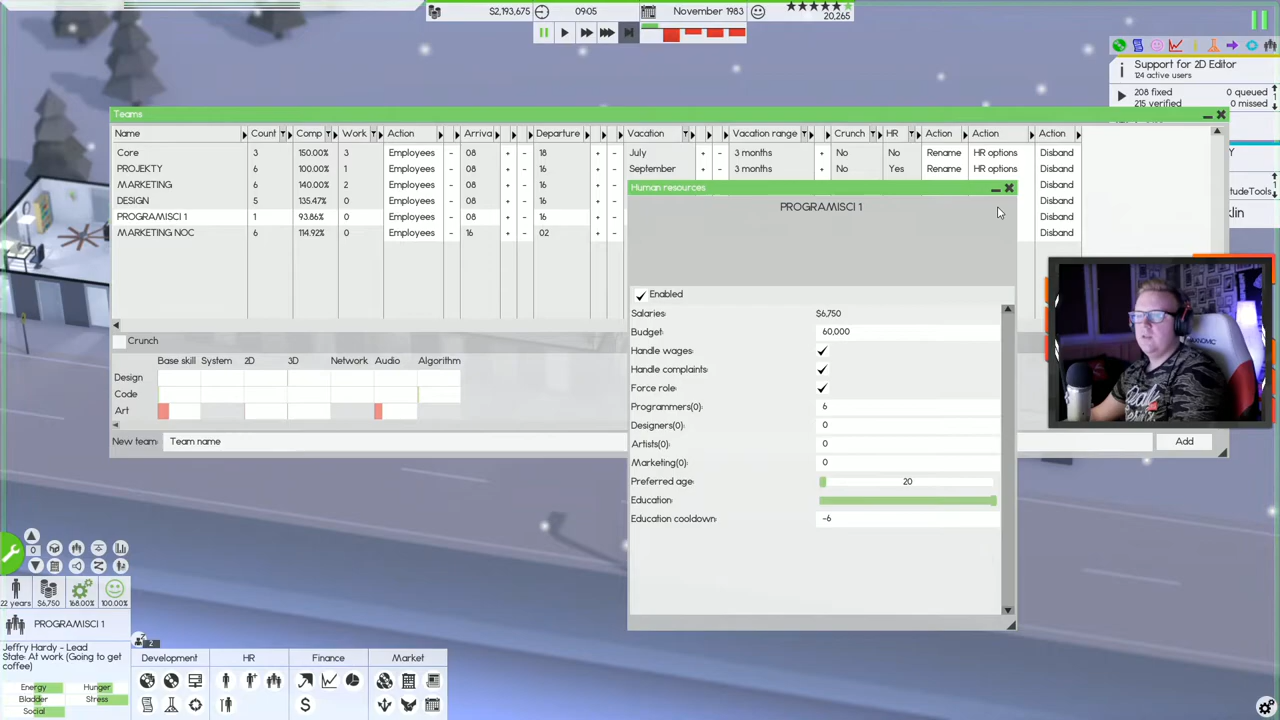 $2,193,675
09:05
November 1983
20,265
Support for 2D Editor
124 active users
208 fixed 0 queued
215 verified 0 missed
1
Teams
Name Count Comp Work Action Arriva Departure Vacation Vacation range Crunch HR Action Action Action
Core 3 150.00% 3 Employees - 08 + - 18 + - July + - 3 months + No No Rename HR options Disband
PROJEKTY 6 100.00% 1 Employees - 08 + - 16 + - September + - 3 months + No Yes Rename HR options Disband
MARKETING 6 140.00% 2 Employees - 08 + - 16 + Disband
DESIGN 6 135.47% 0 Employees - 08 + - 16 + Disband
PROGRAMISCI 1 1 93.86% 0 Employees - 08 + - 16 + Disband
MARKETING NOC 6 114.92% 0 Employees - 16 + - 02 + Disband
Crunch
Base skill System 2D 3D Network Audio Algorithm
Design
Code
Art
New team: Team name Add
Human resources
PROGRAMISCI 1
Enabled
Salaries: $6,750
Budget: 60,000
Handle wages:
Handle complaints:
Force role:
Programmers(0): 6
Designers(0): 0
Artists(0): 0
Marketing(0): 0
Preferred age: 20
Education:
Education cooldown: -6
0
22 years $6,750 168.00% 100.00%
PROGRAMISCI 1
2
Jeffry Hardy - Lead
State: At work (Going to get
coffee)
Energy Hunger
Bladder Stress
Social
Development HR Finance Market